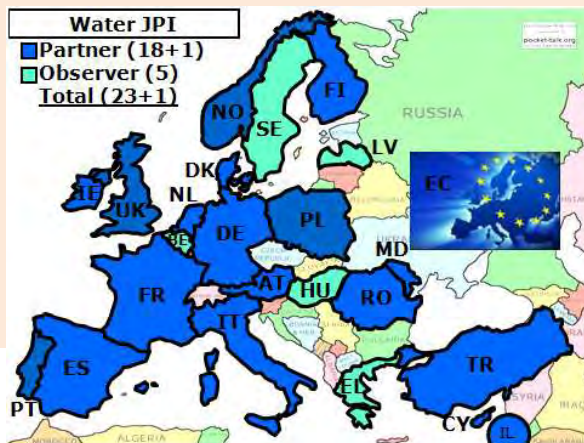 Water JPI
Partner (18+1)
Observer (5)
Total (23+1)
pocket-talk.org
NO
SE
FI
RUSSIA
LV
DK
IE
UK
NL
BE
DE
PL
EC
MD
FR
AT
HU
RO
IT
ES
PT
EL
TR
CY
SYRIA
IL
MOROCCO
ALGERIA